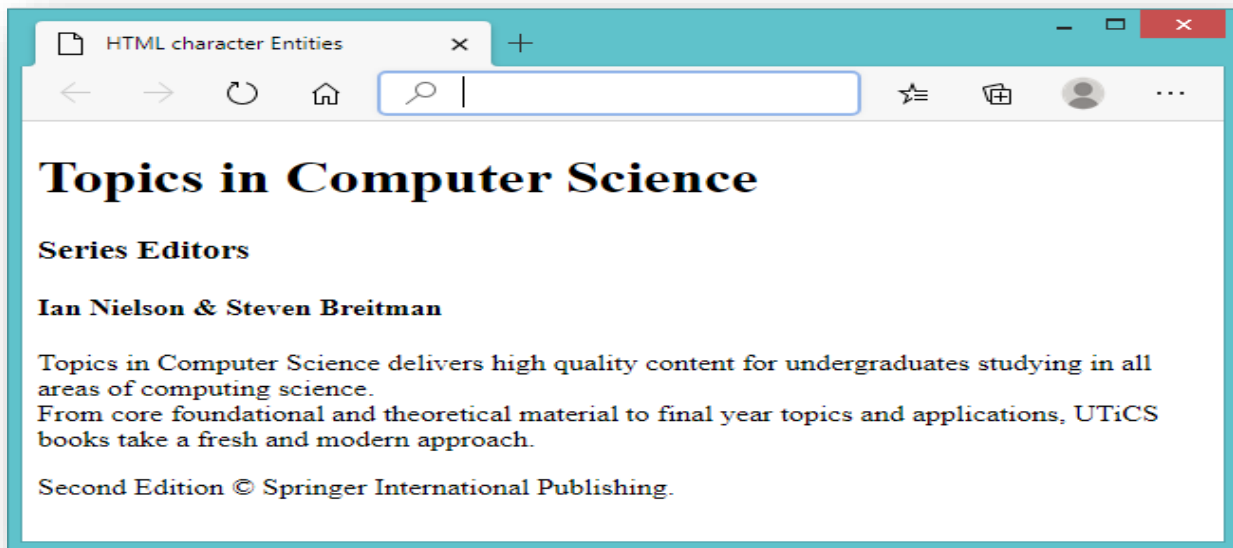 HTML character Entities
Topics in Computer Science
Series Editors
Ian Nielson & Steven Breitman
Topics in Computer Science delivers high quality content for undergraduates studying in all
areas of computing science.
From core foundational and theoretical material to final year topics and applications, UTiCS
books take a fresh and modern approach.
Second Edition © Springer International Publishing.